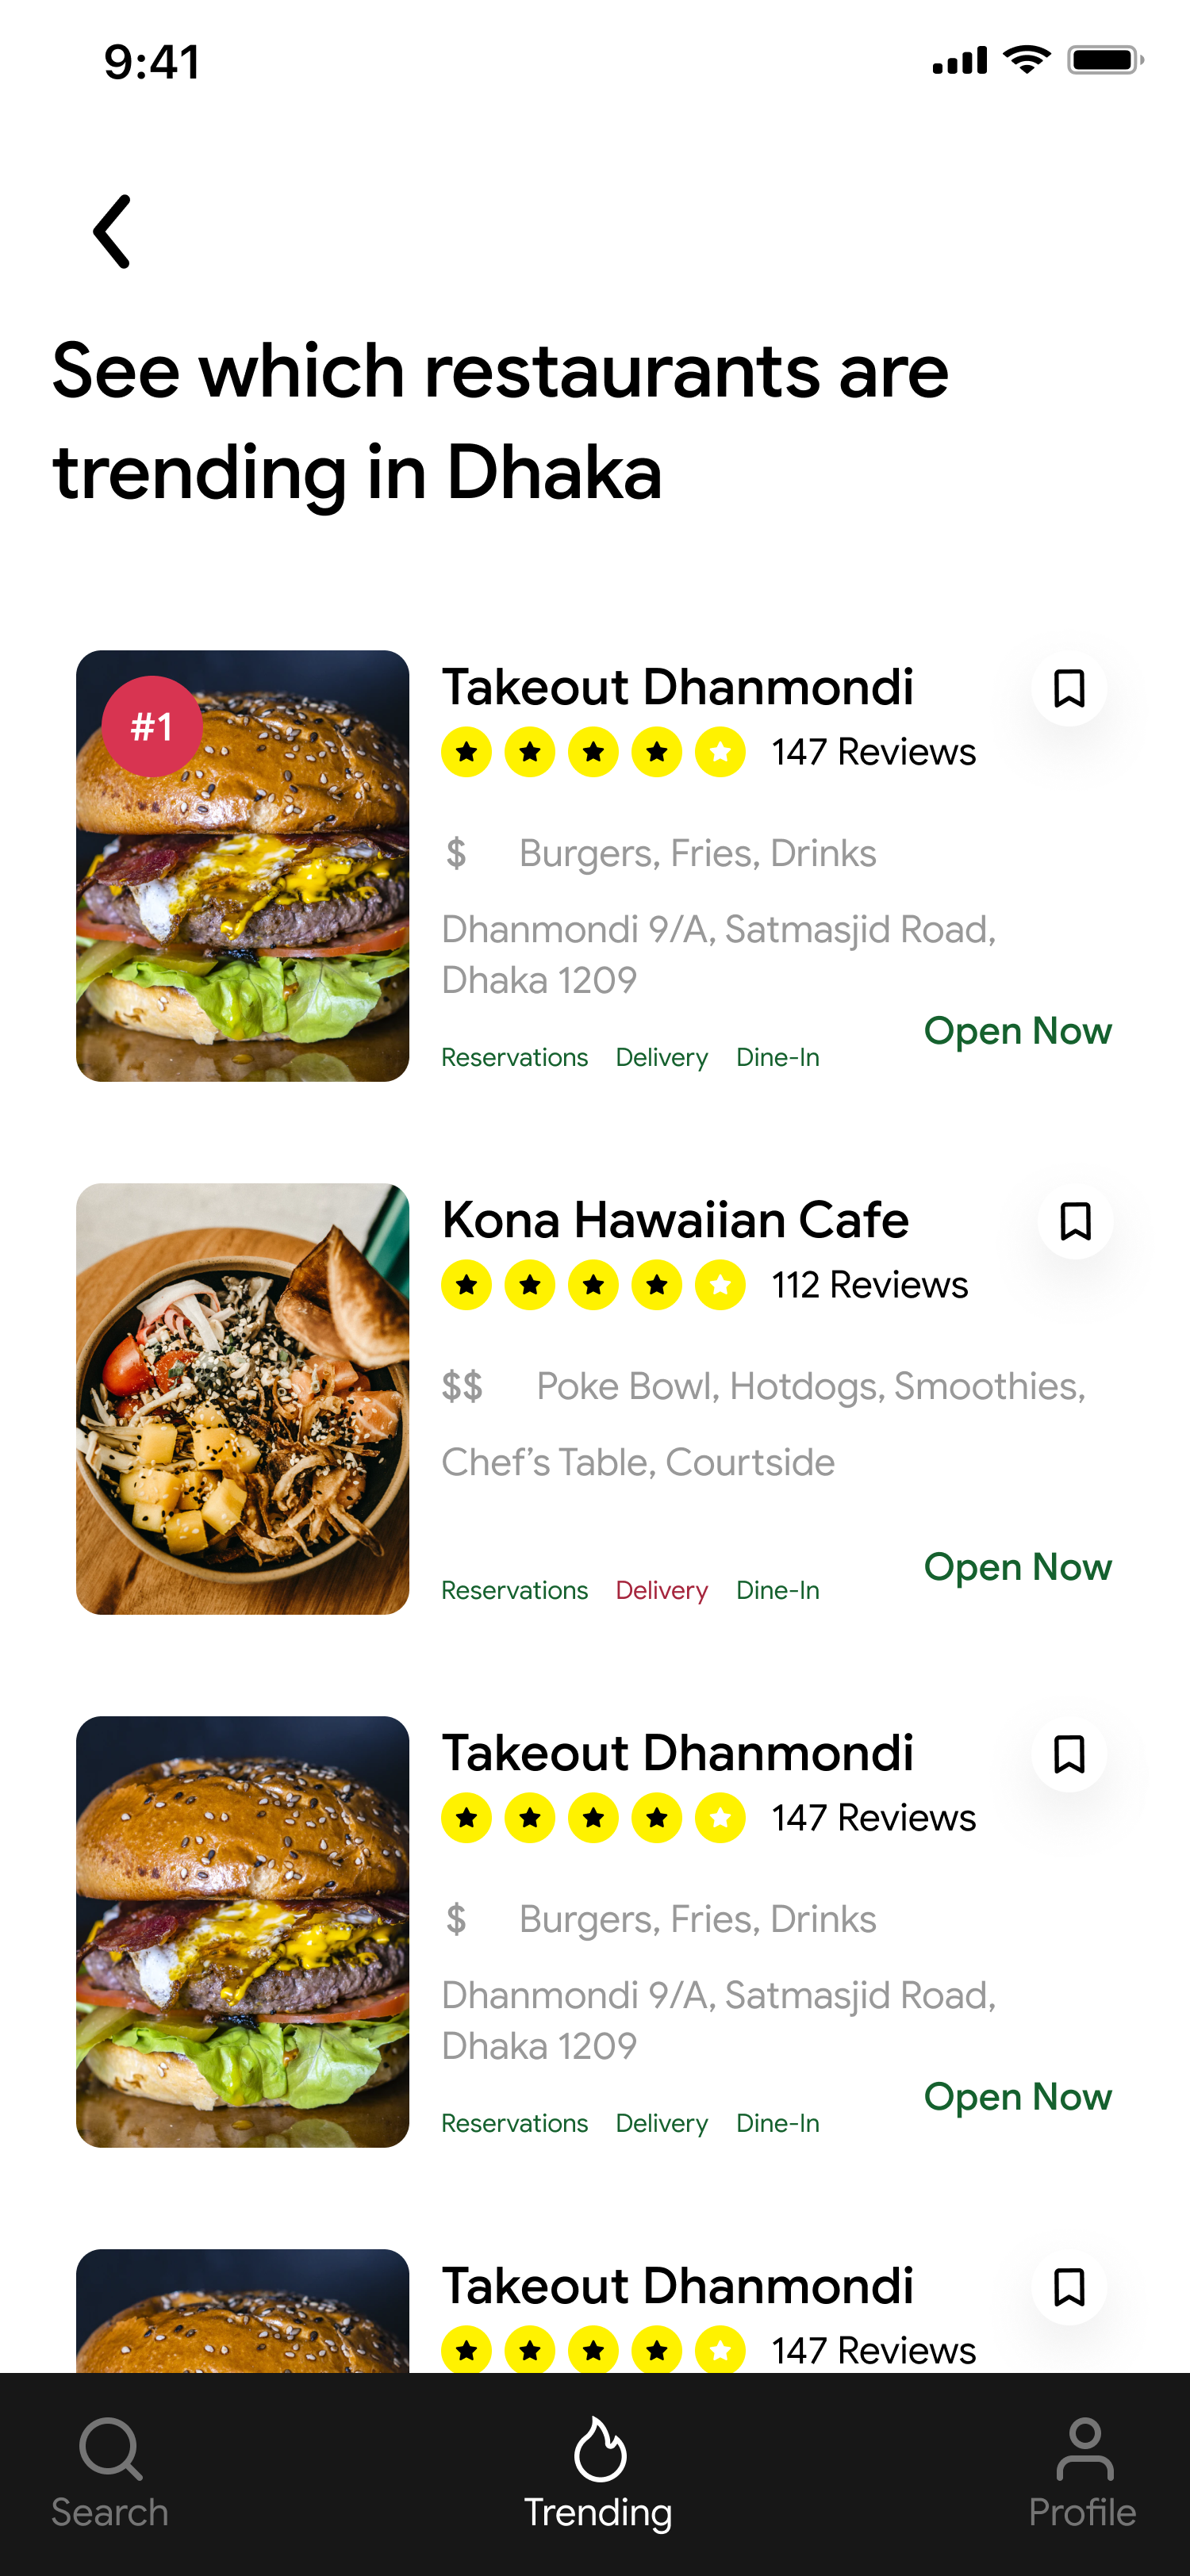 9:41
See which restaurants are
trending in Dhaka
#1
Takeout Dhanmondi
147 Reviews
$ Burgers, Fries, Drinks
Dhanmondi 9/A, Satmasjid Road,
Dhaka 1209
Open Now
Reservations Delivery Dine-In
Kona Hawaiian Cafe
112 Reviews
$$ Poke Bowl, Hotdogs, Smoothies,
Chef’s Table, Courtside
Open Now
Reservations Delivery Dine-In
Takeout Dhanmondi
147 Reviews
$ Burgers, Fries, Drinks
Dhanmondi 9/A, Satmasjid Road,
Dhaka 1209
Open Now
Reservations Delivery Dine-In
Takeout Dhanmondi
147 Reviews
Search Trending Profile